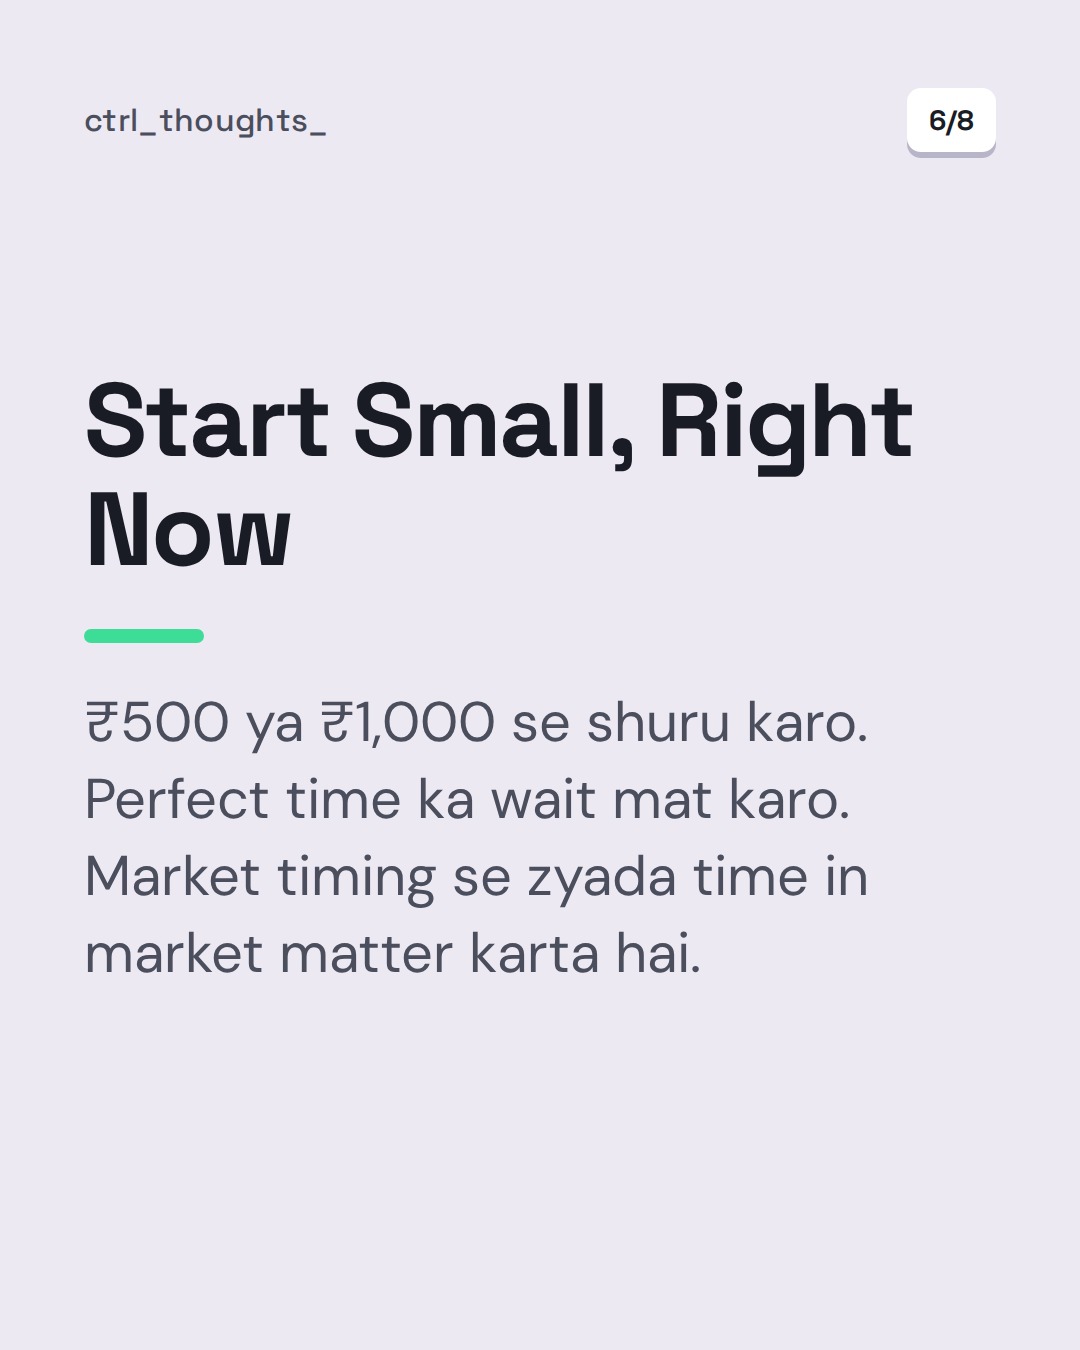 ctrl_thoughts_
6/8
Start Small, Right
Now
₹500 ya ₹1,000 se shuru karo.
Perfect time ka wait mat karo.
Market timing se zyada time in
market matter karta hai.